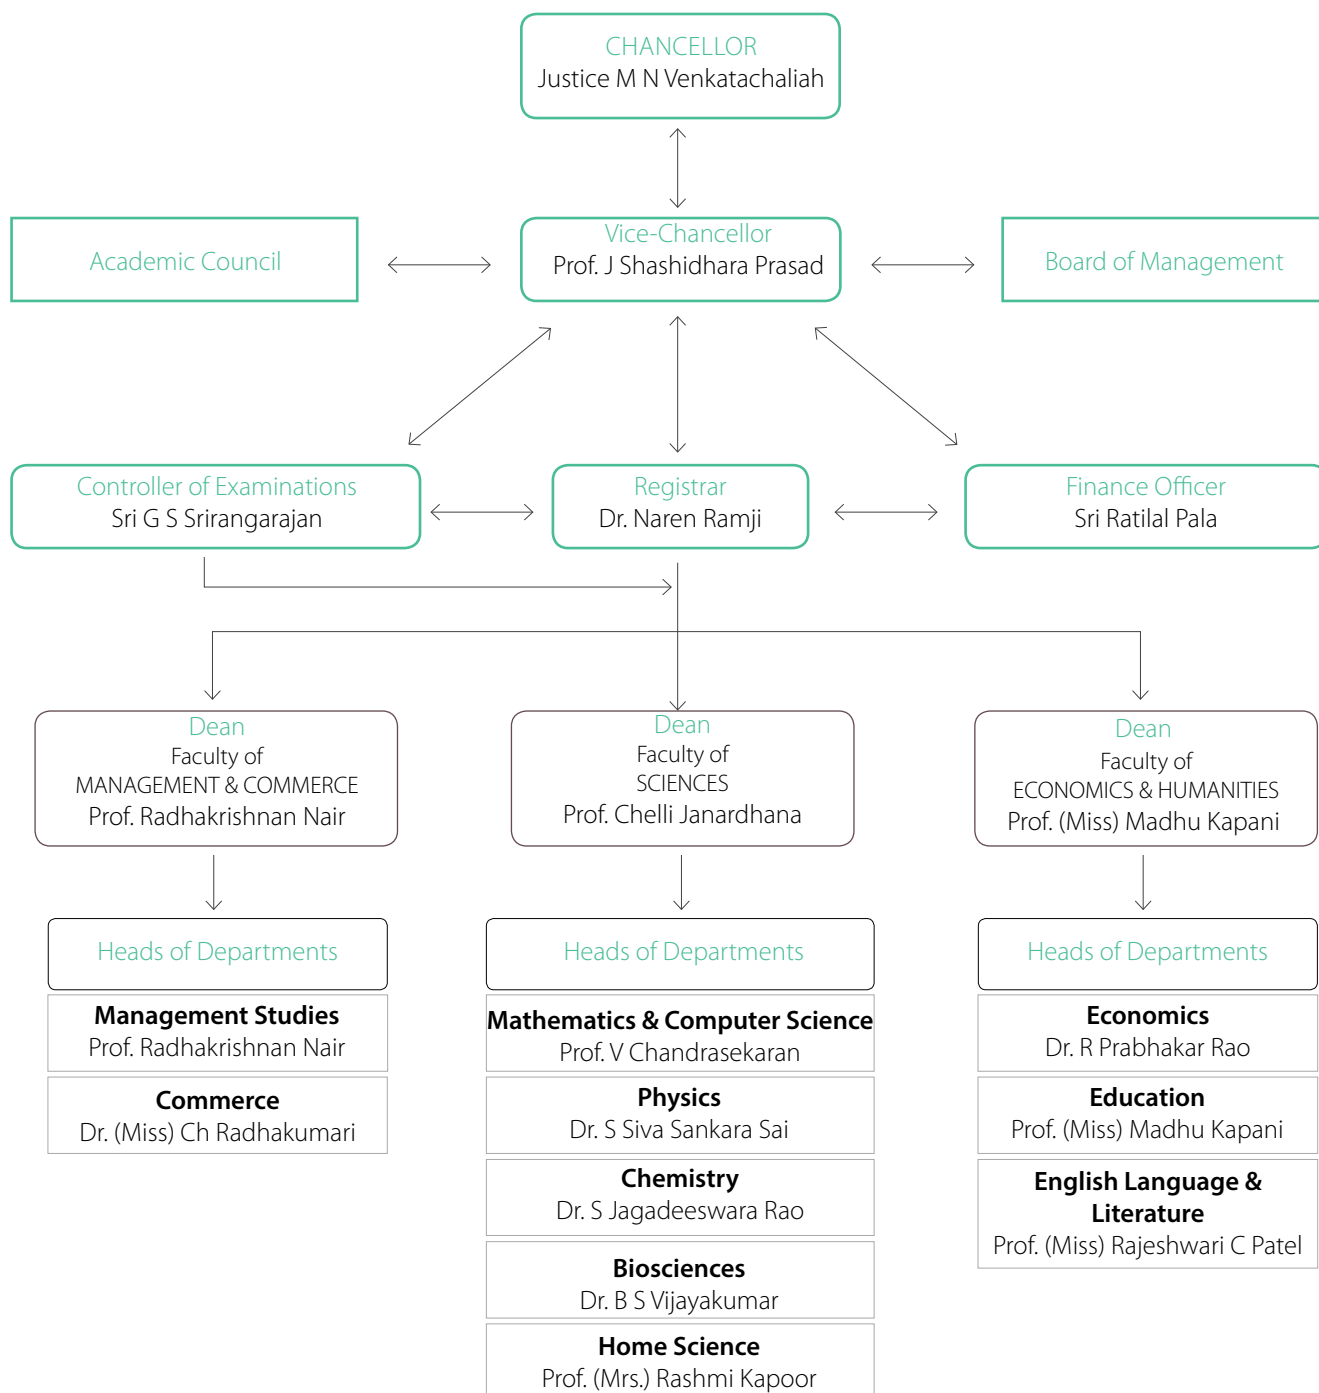 CHANCELLOR
Justice M N Venkatachaliah
Academic Council
Vice-Chancellor
Prof. J Shashidhara Prasad
Board of Management
Controller of Examinations
Sri G S Srirangarajan
Registrar
Dr. Naren Ramji
Finance Officer
Sri Ratilal Pala
Dean
Faculty of
MANAGEMENT & COMMERCE
Prof. Radhakrishnan Nair
Dean
Faculty of
SCIENCES
Prof. Chelli Janardhana
Dean
Faculty of
ECONOMICS & HUMANITIES
Prof. (Miss) Madhu Kapani
Heads of Departments
Management Studies
Prof. Radhakrishnan Nair
Commerce
Dr. (Miss) Ch Radhakumari
Heads of Departments
Mathematics & Computer Science
Prof. V Chandrasekaran
Physics
Dr. S Siva Sankara Sai
Chemistry
Dr. S Jagadeeswara Rao
Biosciences
Dr. B S Vijayakumar
Home Science
Prof. (Mrs.) Rashmi Kapoor
Heads of Departments
Economics
Dr. R Prabhakar Rao
Education
Prof. (Miss) Madhu Kapani
English Language &
Literature
Prof. (Miss) Rajeshwari C Patel